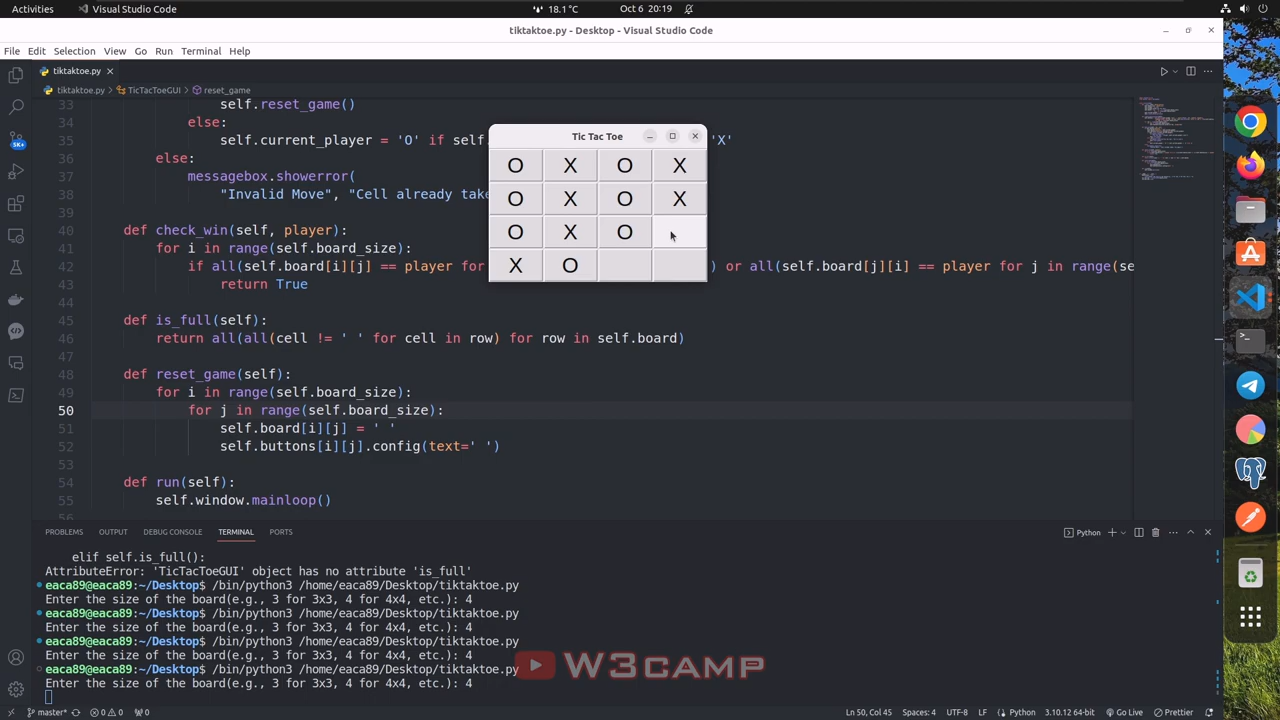 Activities Visual Studio Code 18.1 °C Oct 6 20:19
tiktaktoe.py - Desktop - Visual Studio Code
File Edit Selection View Go Run Terminal Help
tiktaktoe.py
tiktaktoe.py > TicTacToeGUI > reset_game
33 self.reset_game()
34 else:
35 self.current_player = 'O' if self 'X'
36 else:
37 messagebox.showerror(
38 "Invalid Move", "Cell already take
39
40 def check_win(self, player):
41 for i in range(self.board_size):
42 if all(self.board[i][j] == player for ) or all(self.board[j][i] == player for j in range(se
43 return True
44
45 def is_full(self):
46 return all(all(cell != ' ' for cell in row) for row in self.board)
47
48 def reset_game(self):
49 for i in range(self.board_size):
50 for j in range(self.board_size):
51 self.board[i][j] = ' '
52 self.buttons[i][j].config(text=' ')
53
54 def run(self):
55 self.window.mainloop()
56
Tic Tac Toe
O X O X
O X O X
O X O
X O
5K+
PROBLEMS OUTPUT DEBUG CONSOLE TERMINAL PORTS
Python
elif self.is_full():
AttributeError: 'TicTacToeGUI' object has no attribute 'is_full'
eaca89@eaca89:~/Desktop$ /bin/python3 /home/eaca89/Desktop/tiktaktoe.py
Enter the size of the board(e.g., 3 for 3x3, 4 for 4x4, etc.): 4
eaca89@eaca89:~/Desktop$ /bin/python3 /home/eaca89/Desktop/tiktaktoe.py
Enter the size of the board(e.g., 3 for 3x3, 4 for 4x4, etc.): 4
eaca89@eaca89:~/Desktop$ /bin/python3 /home/eaca89/Desktop/tiktaktoe.py
Enter the size of the board(e.g., 3 for 3x3, 4 for 4x4, etc.): 4
eaca89@eaca89:~/Desktop$ /bin/python3 /home/eaca89/Desktop/tiktaktoe.py
Enter the size of the board(e.g., 3 for 3x3, 4 for 4x4, etc.): 4
W3CAMP
master* 0 0 0 Ln 50, Col 45 Spaces: 4 UTF-8 LF Python 3.10.12 64-bit Go Live Prettier